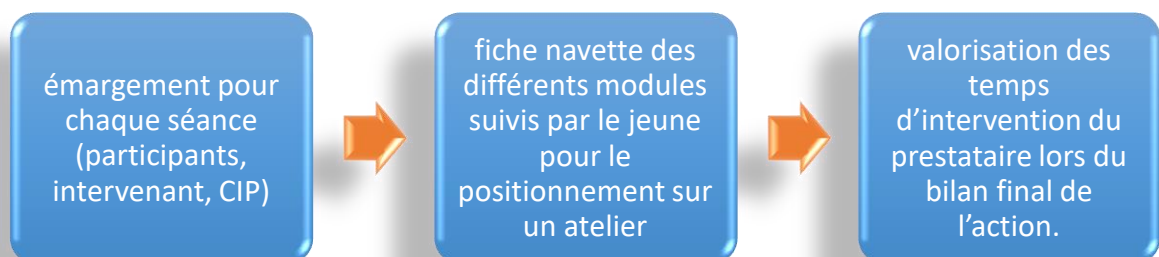 émargement pour
chaque séance
(participants,
intervenant, CIP)
fiche navette des
différents modules
suivis par le jeune
pour le
positionnement sur
un atelier
valorisation des
temps
d’intervention du
prestataire lors du
bilan final de
l’action.